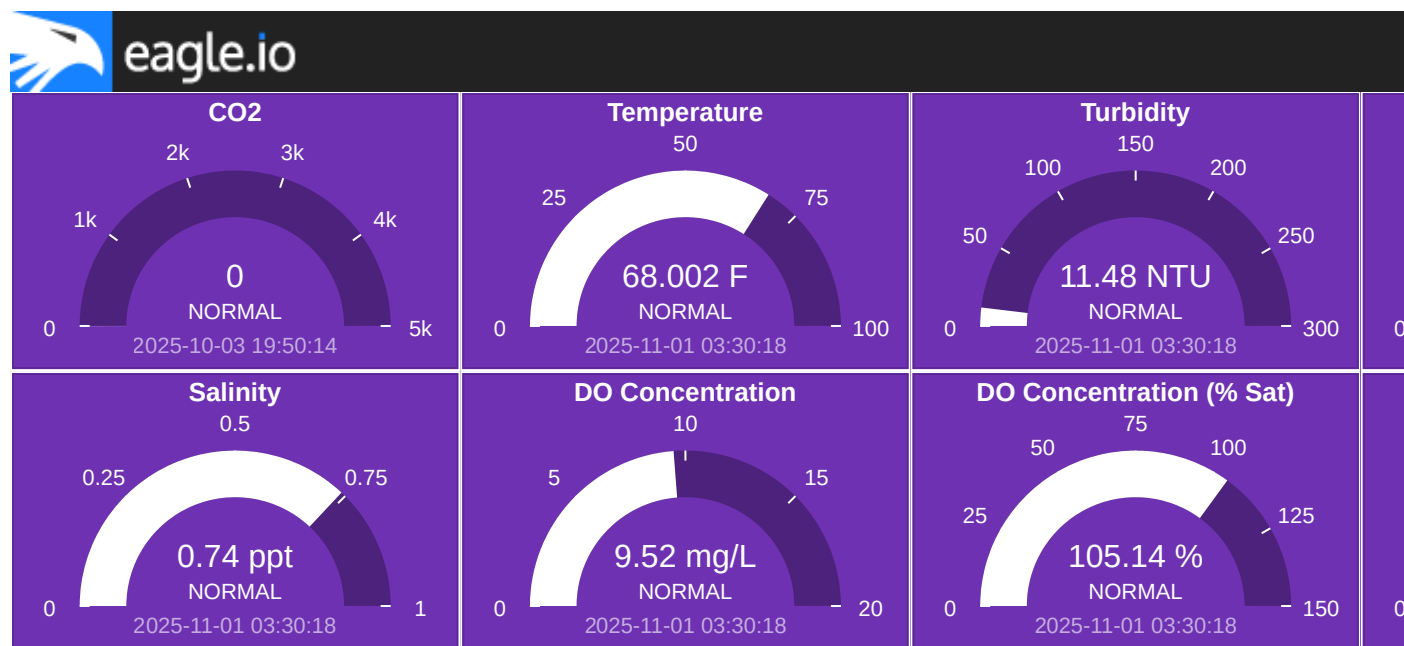 eagle.io
CO2
2k 3k
1k 4k
0
NORMAL
0 5k
2025-10-03 19:50:14
Temperature
50
25 75
68.002 F
NORMAL
0 100
2025-11-01 03:30:18
Turbidity
150
100 200
50 250
11.48 NTU
NORMAL
0 300
2025-11-01 03:30:18
0
Salinity
0.5
0.25 0.75
0.74 ppt
NORMAL
0 1
2025-11-01 03:30:18
DO Concentration
10
5 15
9.52 mg/L
NORMAL
0 20
2025-11-01 03:30:18
DO Concentration (% Sat)
75
50 100
25 125
105.14 %
NORMAL
0 150
2025-11-01 03:30:18
0